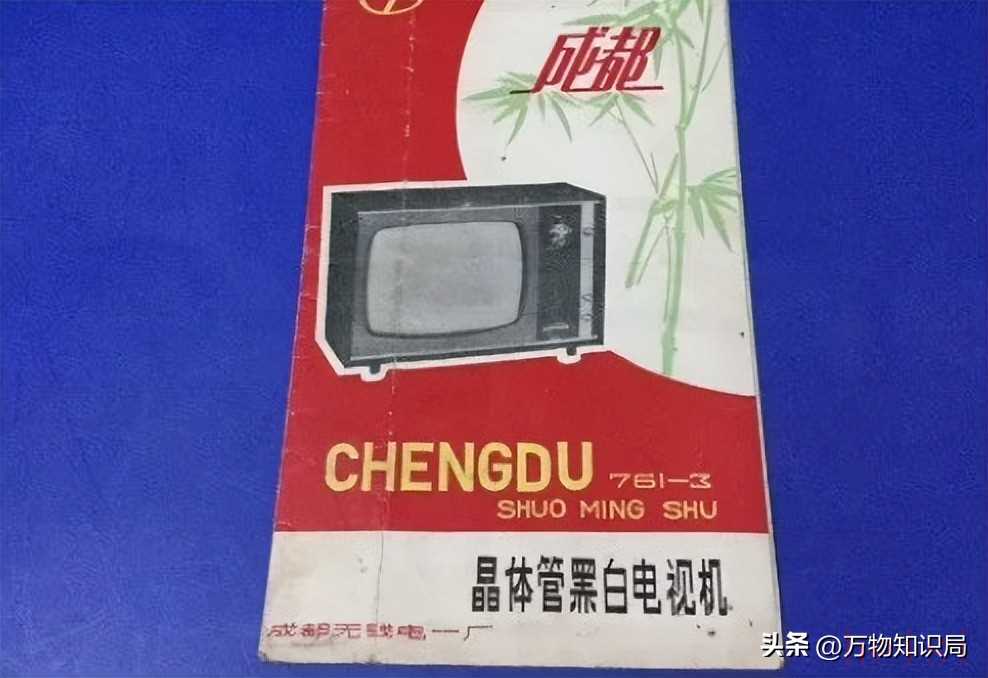 成都
CHENGDU 761-3
SHUO MING SHU
晶体管黑白电视机
成都无线电一厂
头条 @万物知识局